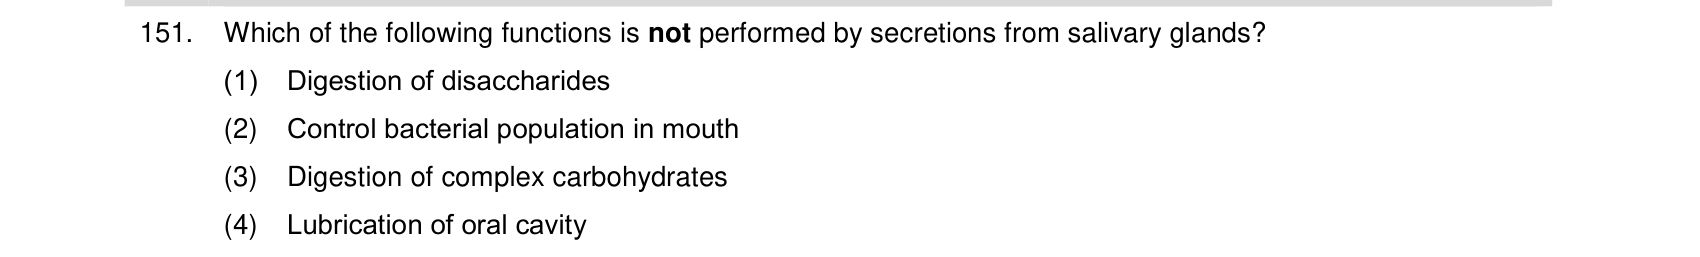 151. Which of the following functions is not performed by secretions from salivary glands?
(1) Digestion of disaccharides
(2) Control bacterial population in mouth
(3) Digestion of complex carbohydrates
(4) Lubrication of oral cavity